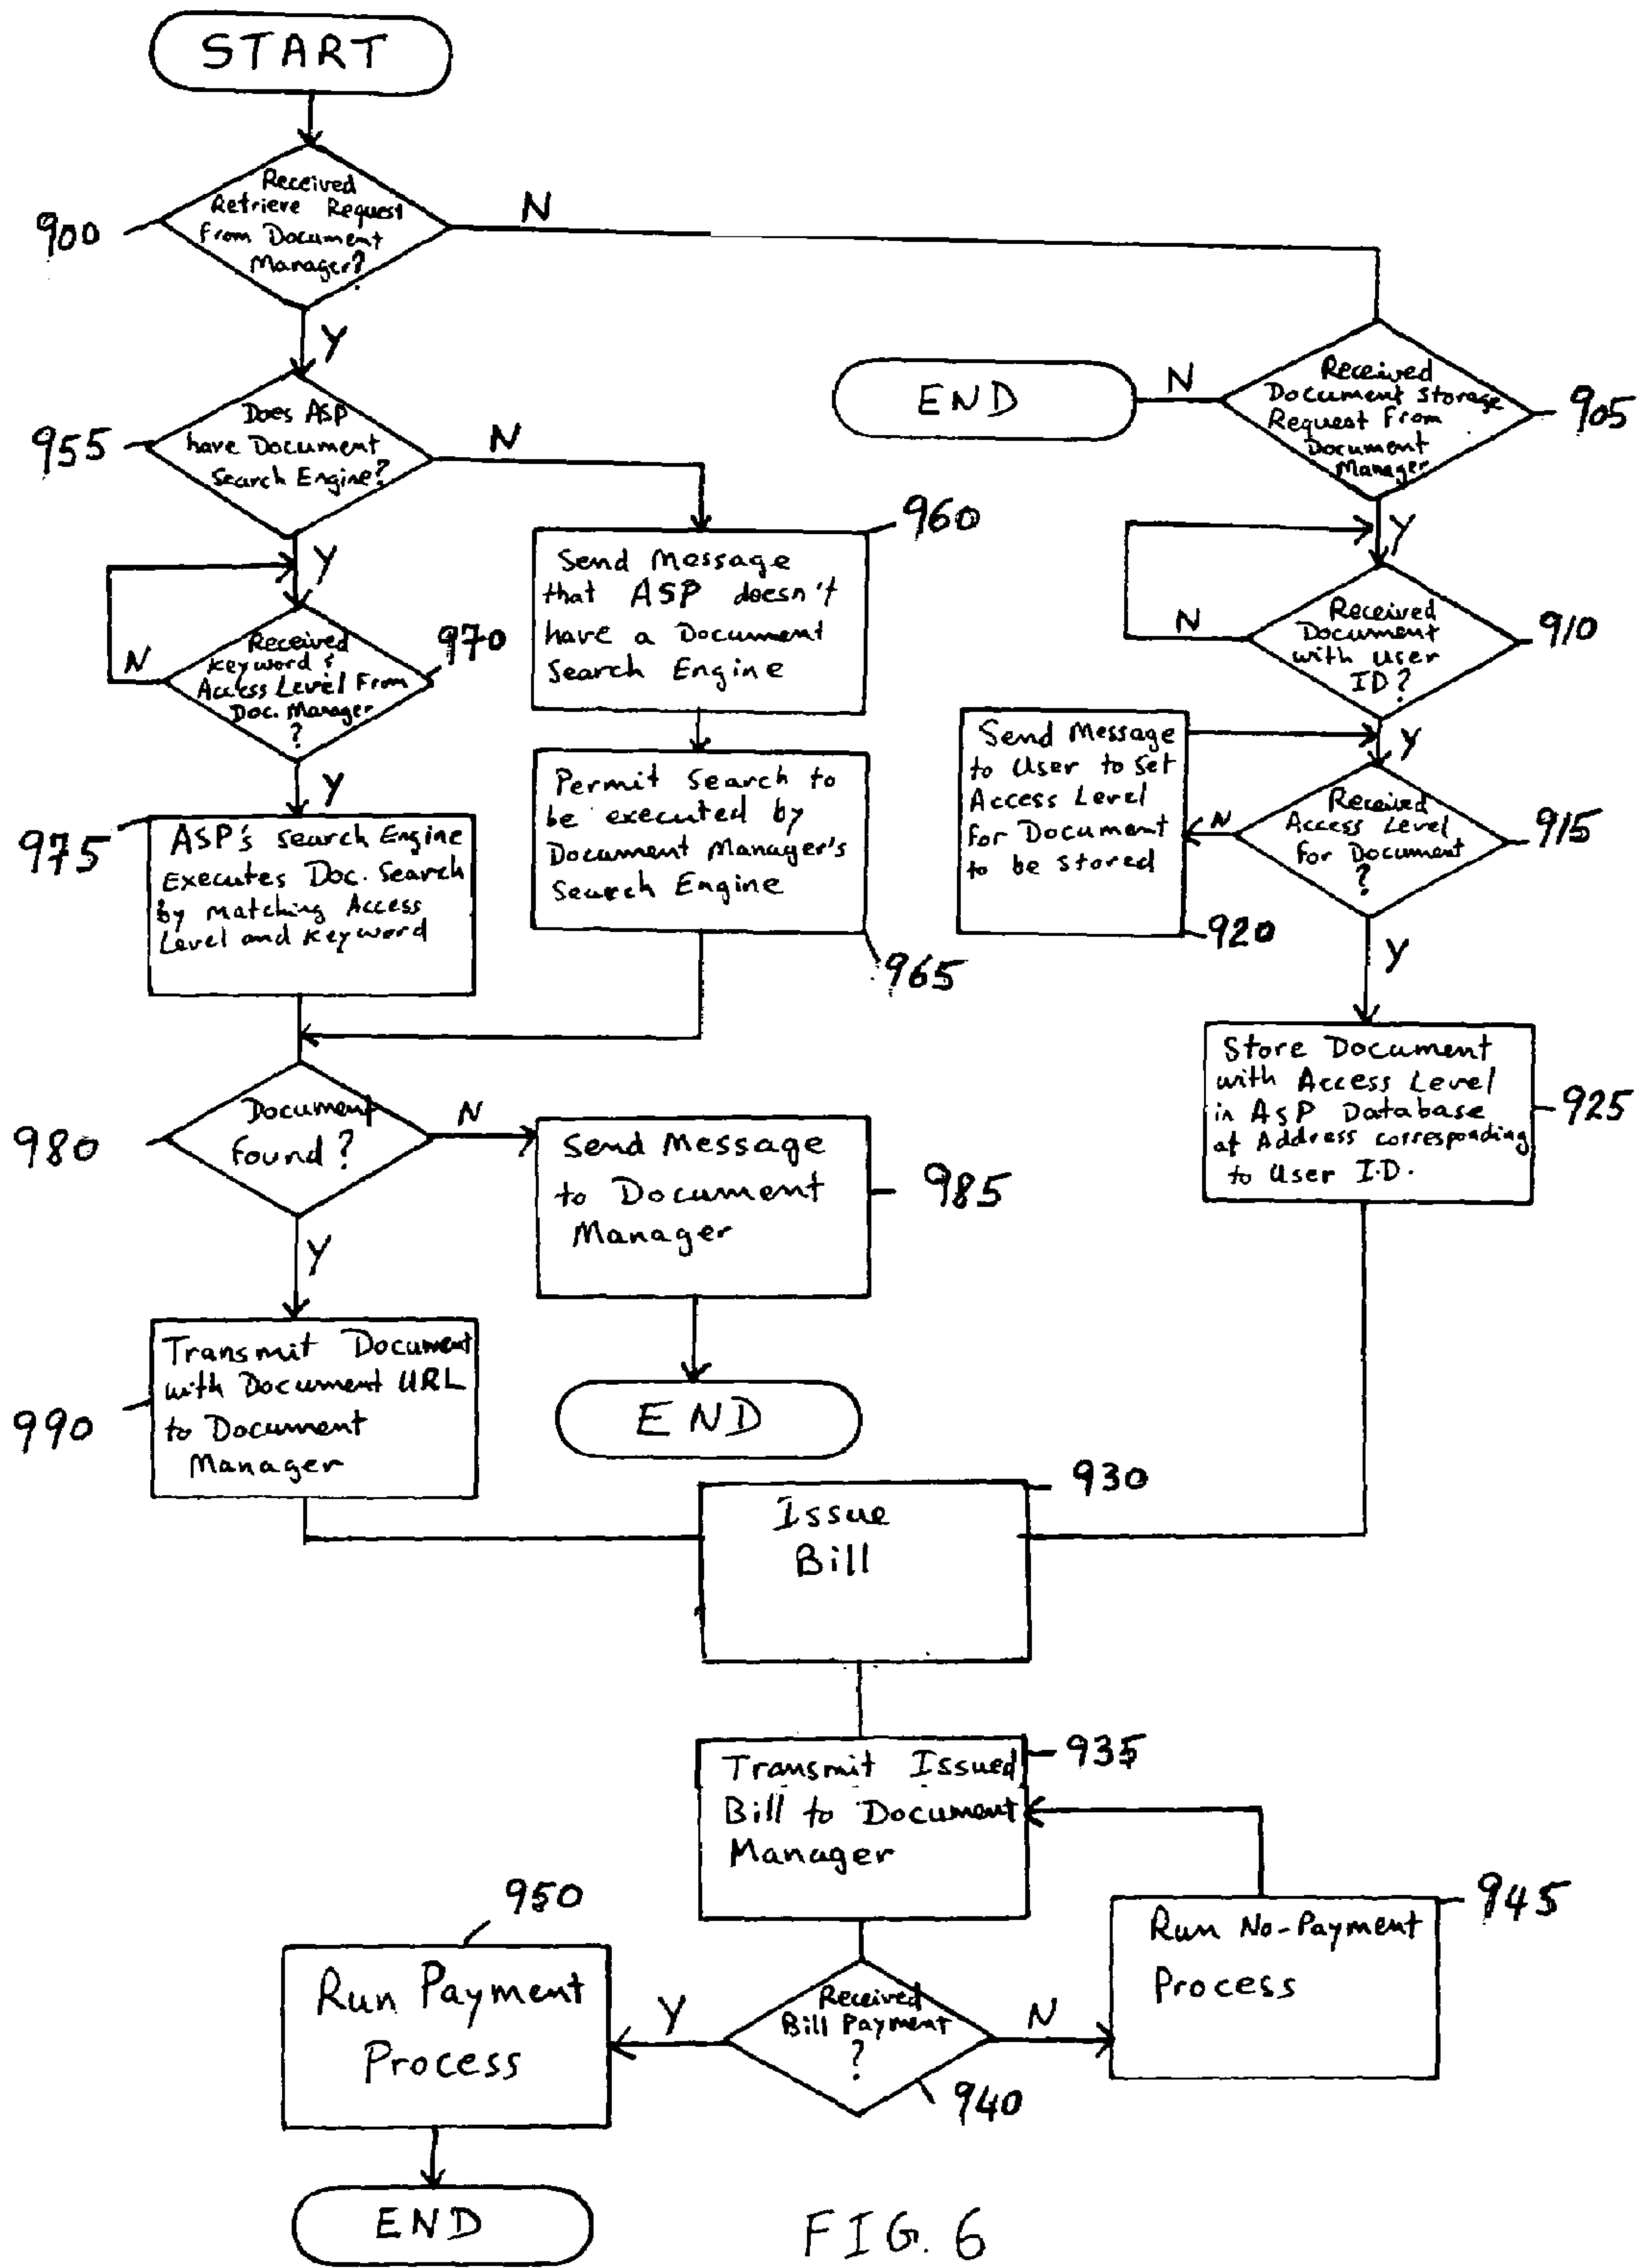 START
Received
Retrieve Request
From Document
Manager?
900
N
Y
Does ASP
have Document
Search Engine?
955
N
Y
Received
Keyword &
Access Level From
Doc. Manager
?
970
N
Y
ASP's search Engine
Executes Doc. Search
by Matching Access
Level and Keyword
975
960
Send Message
that ASP doesn't
have a Document
Search Engine
Permit Search to
be executed by
Document Manager's
Search Engine
965
END
N
Received
Document Storage
Request From
Document
Manager
905
Y
Received
Document
with User
ID?
910
N
Y
Send Message
to User to Set
Access Level
For Document
to be stored
920
N
Received
Access Level
For Document
?
915
Y
Store Document
with Access Level
in ASP Database
at Address corresponding
to User I.D.
925
Document
found?
980
N
Send Message
to Document
Manager
985
END
Y
Transmit Document
with Document URL
to Document
Manager
990
930
Issue
Bill
Transmit Issued
Bill to Document
Manager
935
945
Run No-Payment
Process
950
Run Payment
Process
Y
Received
Bill Payment
?
N
940
END
FIG. 6